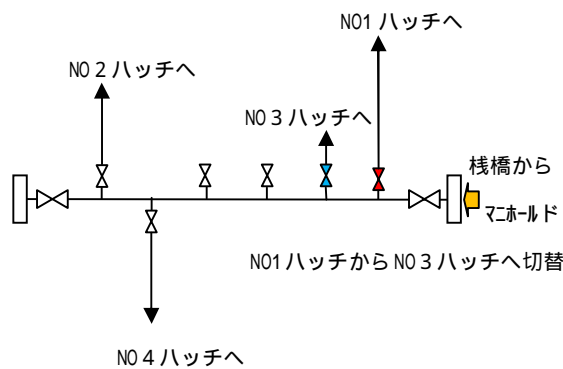 NO1 ハッチへ
NO 2 ハッチへ
NO 3 ハッチへ
桟橋から
マニホールド
NO1 ハッチから NO 3 ハッチへ切替
NO 4 ハッチへ